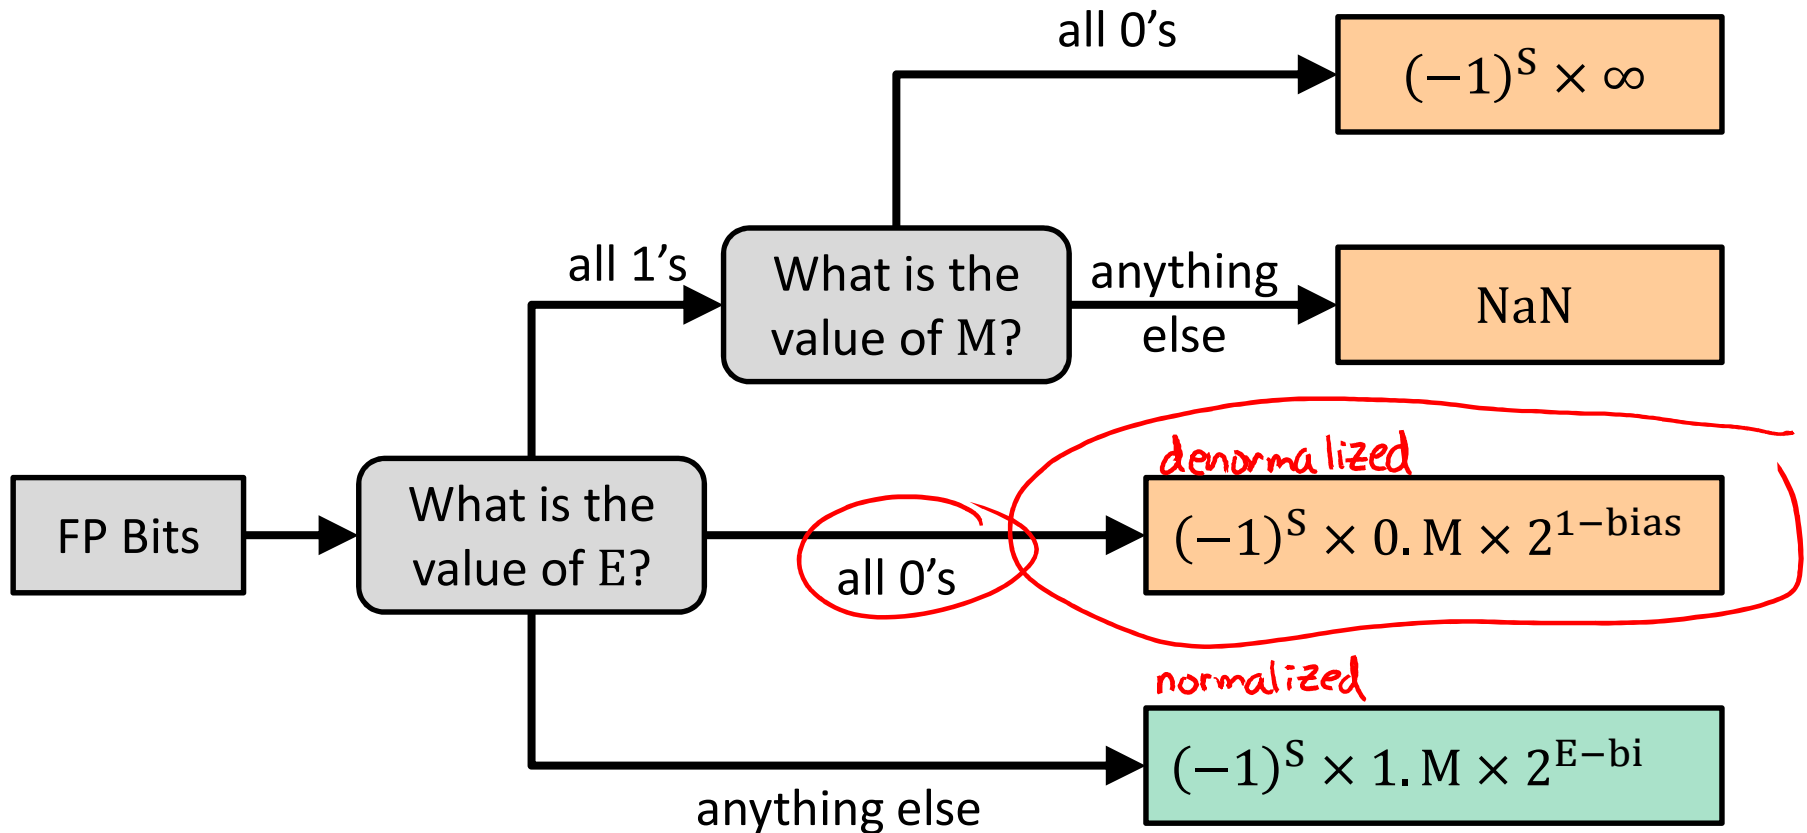 all 0's
(−1)^S × ∞
all 1's
What is the
value of M?
anything
else
NaN
FP Bits
What is the
value of E?
all 0's
denormalized
(−1)^S × 0. M × 2^{1−bias}
normalized
(−1)^S × 1. M × 2^{E−bi}
anything else